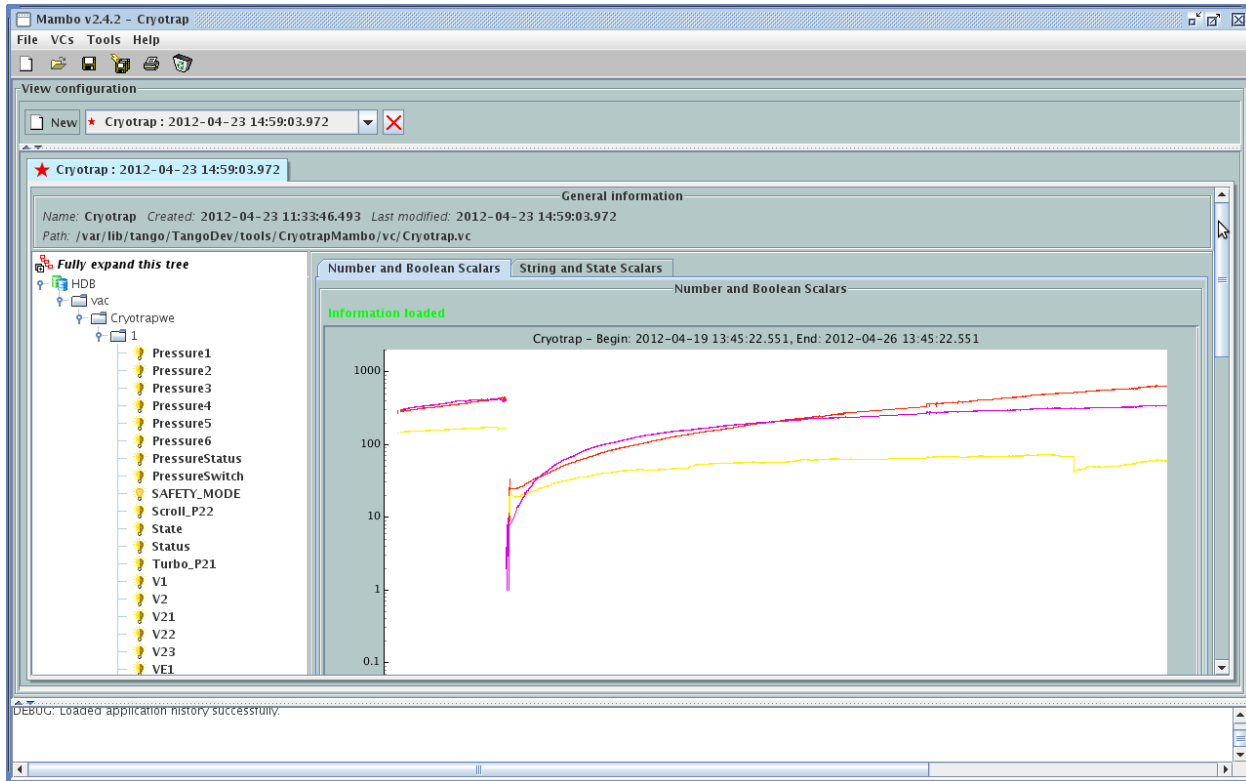 Mambo v2.4.2 - Cryotrap
File VCs Tools Help
View configuration
New Cryotrap : 2012-04-23 14:59:03.972
Cryotrap : 2012-04-23 14:59:03.972
General information
Name: Cryotrap Created: 2012-04-23 11:33:46.493 Last modified: 2012-04-23 14:59:03.972
Path: /var/lib/tango/TangoDev/tools/CryotrapMambo/vc/Cryotrap.vc
Fully expand this tree
HDB
vac
Cryotrapwe
1
Pressure1
Pressure2
Pressure3
Pressure4
Pressure5
Pressure6
PressureStatus
PressureSwitch
SAFETY_MODE
Scroll_P22
State
Status
Turbo_P21
V1
V2
V21
V22
V23
VE1
Number and Boolean Scalars String and State Scalars
Number and Boolean Scalars
Information loaded
Cryotrap - Begin: 2012-04-19 13:45:22.551, End: 2012-04-26 13:45:22.551
1000
100
10
1
0.1
DEBUG: Loaded application history successfully.